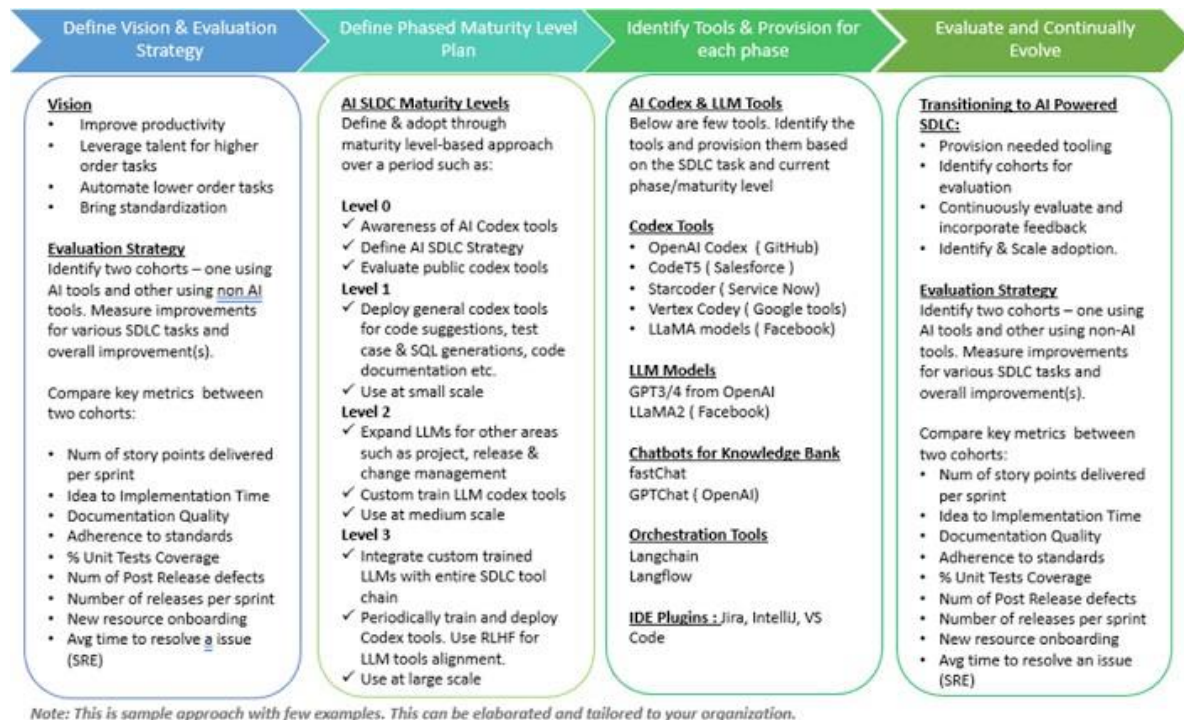 Define Vision & Evaluation
Strategy
Define Phased Maturity Level
Plan
Identify Tools & Provision for
each phase
Evaluate and Continually
Evolve
Vision
• Improve productivity
• Leverage talent for higher
order tasks
• Automate lower order tasks
• Bring standardization
Evaluation Strategy
Identify two cohorts – one using
AI tools and other using non AI
tools. Measure improvements
for various SDLC tasks and
overall improvement(s).
Compare key metrics between
two cohorts:
• Num of story points delivered
per sprint
• Idea to Implementation Time
• Documentation Quality
• Adherence to standards
• % Unit Tests Coverage
• Num of Post Release defects
• Number of releases per sprint
• New resource onboarding
• Avg time to resolve a issue
(SRE)
AI SLDC Maturity Levels
Define & adopt through
maturity level-based approach
over a period such as:
Level 0
✓ Awareness of AI Codex tools
✓ Define AI SDLC Strategy
✓ Evaluate public codex tools
Level 1
✓ Deploy general codex tools
for code suggestions, test
case & SQL generations, code
documentation etc.
✓ Use at small scale
Level 2
✓ Expand LLMs for other areas
such as project, release &
change management
✓ Custom train LLM codex tools
✓ Use at medium scale
Level 3
✓ Integrate custom trained
LLMs with entire SDLC tool
chain
✓ Periodically train and deploy
Codex tools. Use RLHF for
LLM tools alignment.
✓ Use at large scale
AI Codex & LLM Tools
Below are few tools. Identify the
tools and provision them based
on the SDLC task and current
phase/maturity level
Codex Tools
• OpenAI Codex ( GitHub)
• CodeT5 ( Salesforce )
• Starcoder ( Service Now)
• Vertex Codey ( Google tools)
• LLaMA models ( Facebook)
LLM Models
GPT3/4 from OpenAI
LLaMA2 ( Facebook)
Chatbots for Knowledge Bank
fastChat
GPTChat ( OpenAI)
Orchestration Tools
Langchain
Langflow
IDE Plugins : Jira, IntelliJ, VS
Code
Transitioning to AI Powered
SDLC:
• Provision needed tooling
• Identify cohorts for
evaluation
• Continuously evaluate and
incorporate feedback
• Identify & Scale adoption.
Evaluation Strategy
Identify two cohorts – one using
AI tools and other using non-AI
tools. Measure improvements
for various SDLC tasks and
overall improvement(s).
Compare key metrics between
two cohorts:
• Num of story points delivered
per sprint
• Idea to Implementation Time
• Documentation Quality
• Adherence to standards
• % Unit Tests Coverage
• Num of Post Release defects
• Number of releases per sprint
• New resource onboarding
• Avg time to resolve an issue
(SRE)
Note: This is sample approach with few examples. This can be elaborated and tailored to your organization.